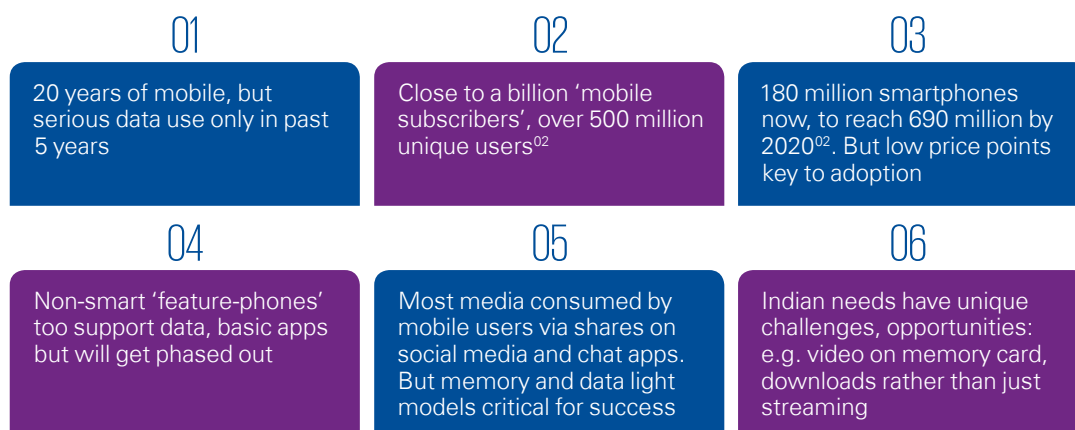 01
20 years of mobile, but
serious data use only in past
5 years
02
Close to a billion ‘mobile
subscribers’, over 500 million
unique users⁰²
03
180 million smartphones
now, to reach 690 million by
2020⁰². But low price points
key to adoption
04
Non-smart ‘feature-phones’
too support data, basic apps
but will get phased out
05
Most media consumed by
mobile users via shares on
social media and chat apps.
But memory and data light
models critical for success
06
Indian needs have unique
challenges, opportunities:
e.g. video on memory card,
downloads rather than just
streaming